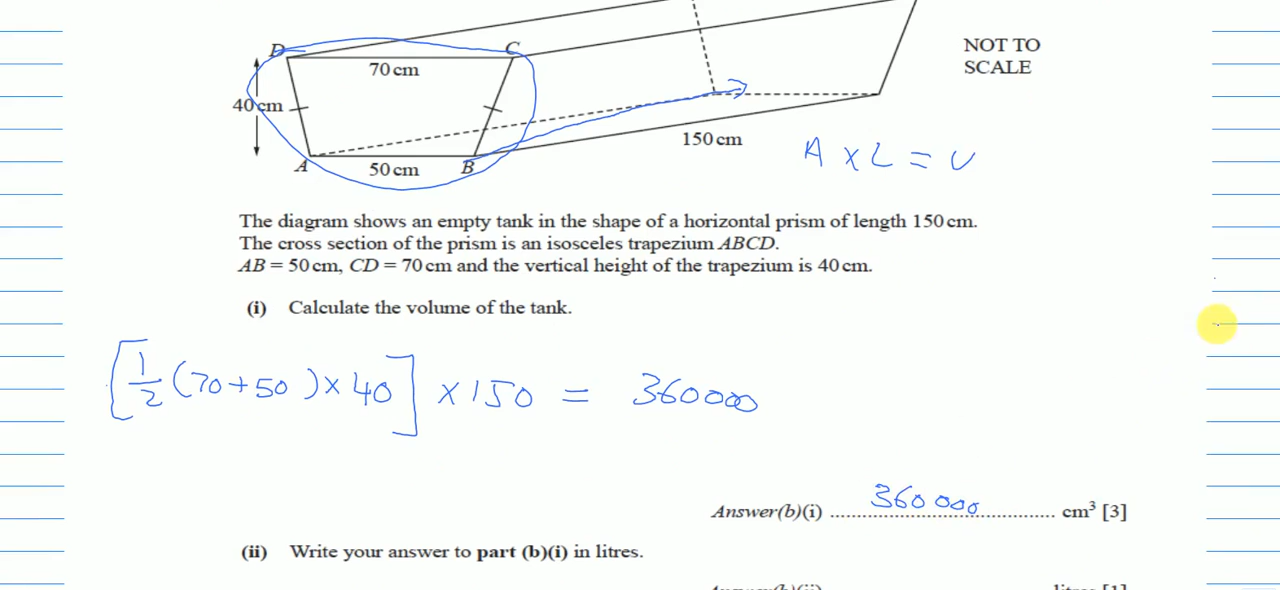 D
C
NOT TO
SCALE
70 cm
40 cm
150 cm
A × L = V
A
50 cm
B
The diagram shows an empty tank in the shape of a horizontal prism of length 150 cm.
The cross section of the prism is an isosceles trapezium ABCD.
AB = 50 cm, CD = 70 cm and the vertical height of the trapezium is 40 cm.
(i) Calculate the volume of the tank.
[1/2 (70+50) × 40] × 150 = 360000
360 000
Answer(b)(i) ................................................ cm³ [3]
(ii) Write your answer to part (b)(i) in litres.
Answer(b)(ii) litres [1]